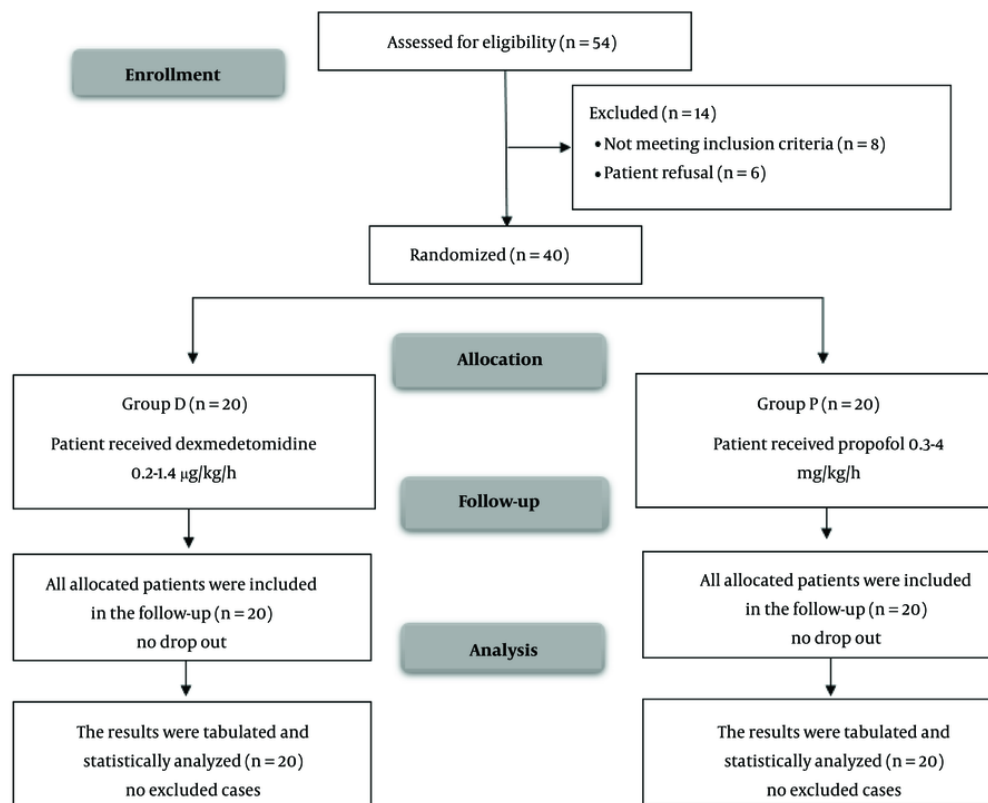 Assessed for eligibility (n = 54)
Enrollment
Excluded (n = 14)
• Not meeting inclusion criteria (n = 8)
• Patient refusal (n = 6)
Randomized (n = 40)
Allocation
Group D (n = 20)
Patient received dexmedetomidine
0.2-1.4 μg/kg/h
Group P (n = 20)
Patient received propofol 0.3-4
mg/kg/h
Follow-up
All allocated patients were included
in the follow-up (n = 20)
no drop out
All allocated patients were included
in the follow-up (n = 20)
no drop out
Analysis
The results were tabulated and
statistically analyzed (n = 20)
no excluded cases
The results were tabulated and
statistically analyzed (n = 20)
no excluded cases